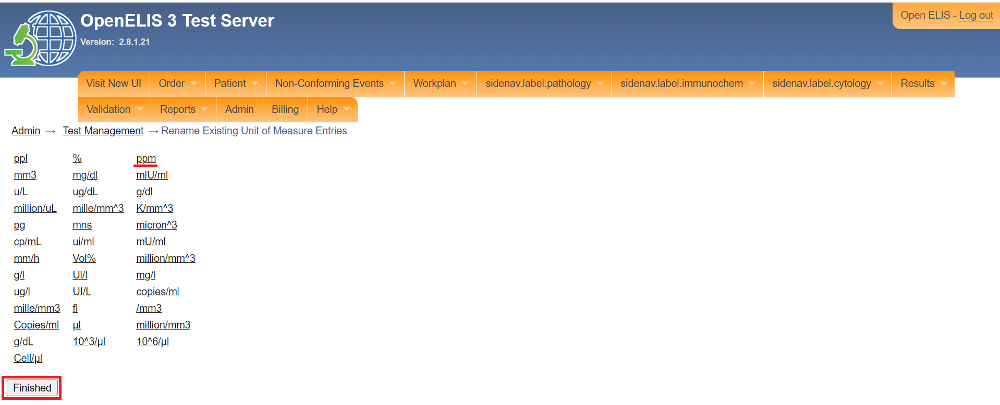 OpenELIS 3 Test Server
Version: 2.8.1.21
Open ELIS - Log out
Visit New UI Order Patient Non-Conforming Events Workplan sidenav.label.pathology sidenav.label.immunochem sidenav.label.cytology Results
Validation Reports Admin Billing Help
Admin → Test Management → Rename Existing Unit of Measure Entries
ppl % ppm
mm3 mg/dl mlU/ml
u/L ug/dL g/dl
million/uL mille/mm^3 K/mm^3
pg mns micron^3
cp/mL ui/ml mU/ml
mm/h Vol% million/mm^3
g/l UI/l mg/l
ug/l UI/L copies/ml
mille/mm3 fl /mm3
Copies/ml µl million/mm3
g/dL 10^3/µl 10^6/µl
Cell/µl
Finished